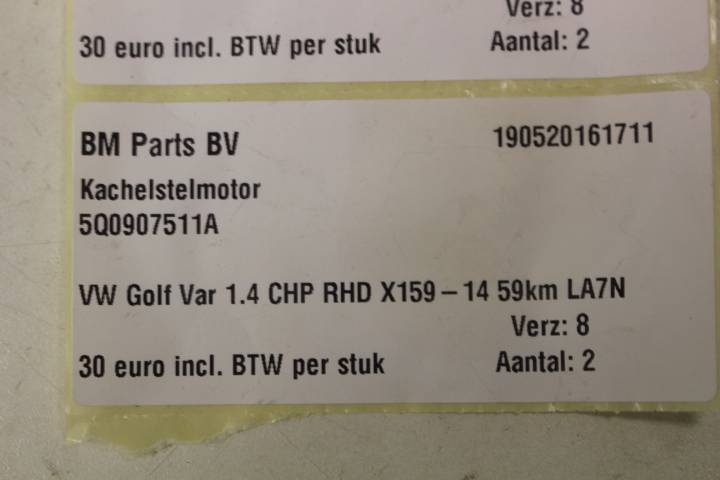 Verz: 8
30 euro incl. BTW per stuk Aantal: 2
BM Parts BV 190520161711
Kachelstelmotor
5Q0907511A
VW Golf Var 1.4 CHP RHD X159 – 14 59km LA7N
Verz: 8
30 euro incl. BTW per stuk Aantal: 2